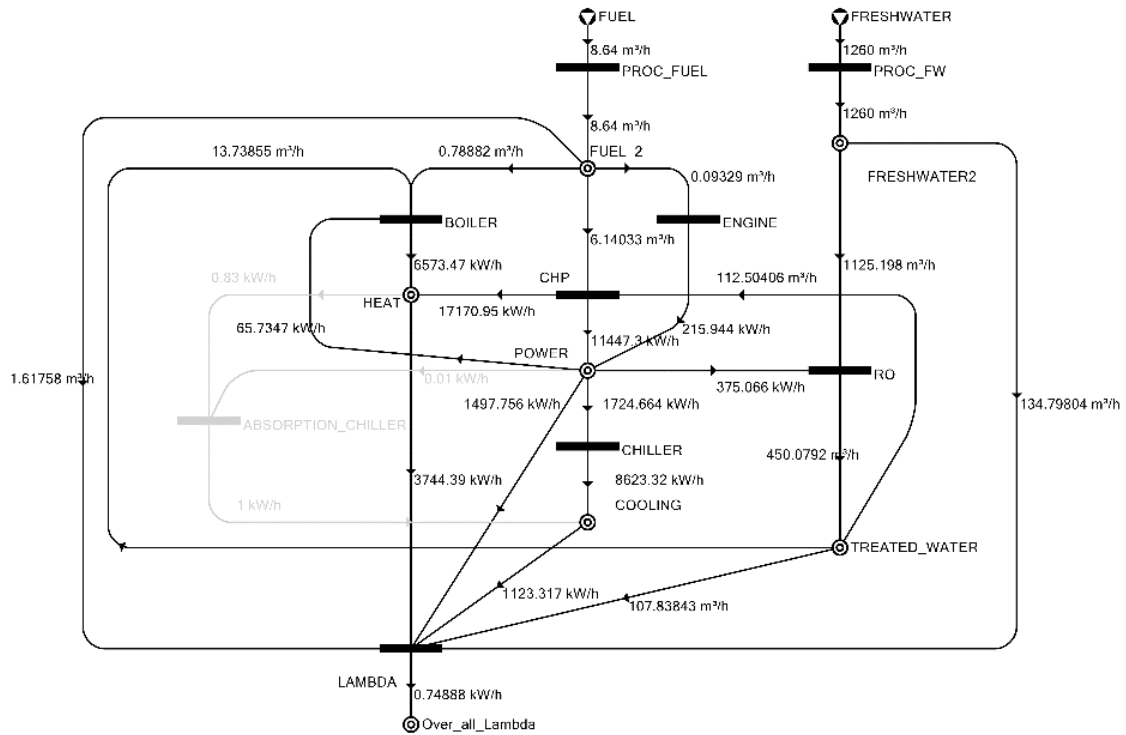 FUEL
FRESHWATER
8.64 m³/h
1260 m³/h
PROC_FUEL
PROC_FW
8.64 m³/h
1260 m³/h
13.73855 m³/h
0.78882 m³/h
FUEL_2
0.09329 m³/h
FRESHWATER2
BOILER
ENGINE
6.14033 m³/h
6573.47 kW/h
1125.198 m³/h
0.83 kW/h
CHP
112.50406 m³/h
HEAT
17170.95 kW/h
65.7347 kW/h
11447.3 kW/h
215.944 kW/h
POWER
1.61758 m³/h
0.01 kW/h
375.066 kW/h
RO
1497.756 kW/h
1724.664 kW/h
134.79804 m³/h
ABSORPTION_CHILLER
CHILLER
450.0792 m³/h
3744.39 kW/h
8623.32 kW/h
1 kW/h
COOLING
TREATED_WATER
1123.317 kW/h
107.83843 m³/h
LAMBDA
0.74888 kW/h
Over_all_Lambda